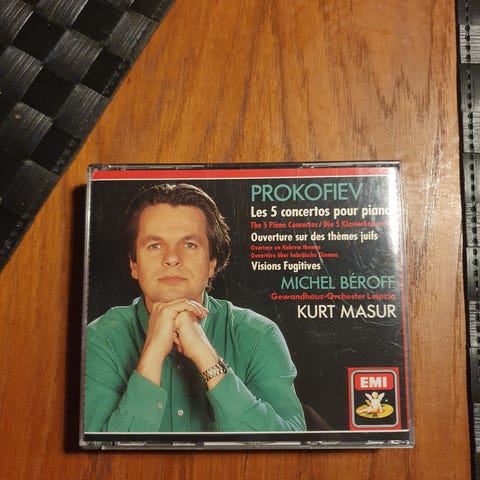 PROKOFIEV
Les 5 concertos pour piano
The 5 Piano Concertos / Die 5 Klavierkonzerte
Ouverture sur des thèmes juifs
Overture on Hebrew themes
Ouvertüre über hebräische Themen
Visions Fugitives
MICHEL BÉROFF
Gewandhaus-Orchester Leipzig
KURT MASUR
EMI